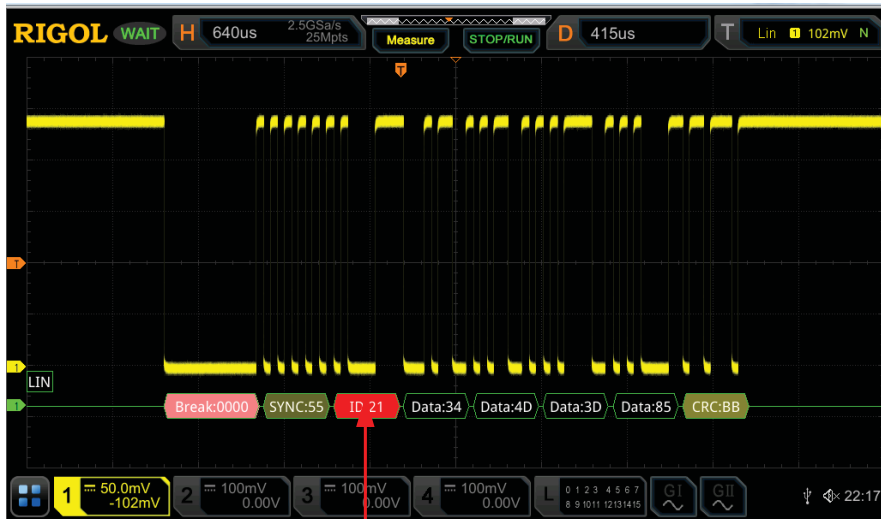 RIGOL WAIT H 640us 2.5GSa/s 25Mpts Measure STOP/RUN D 415us T Lin 1 102mV N
T
T
1
LIN
1 Break:0000 SYNC:55 ID:21 Data:34 Data:4D Data:3D Data:85 CRC:BB
1 50.0mV -102mV 2 100mV 0.00V 3 100mV 0.00V 4 100mV 0.00V L 0 1 2 3 4 5 6 7 8 9 10 11 12 13 14 15 GI GII 22:17